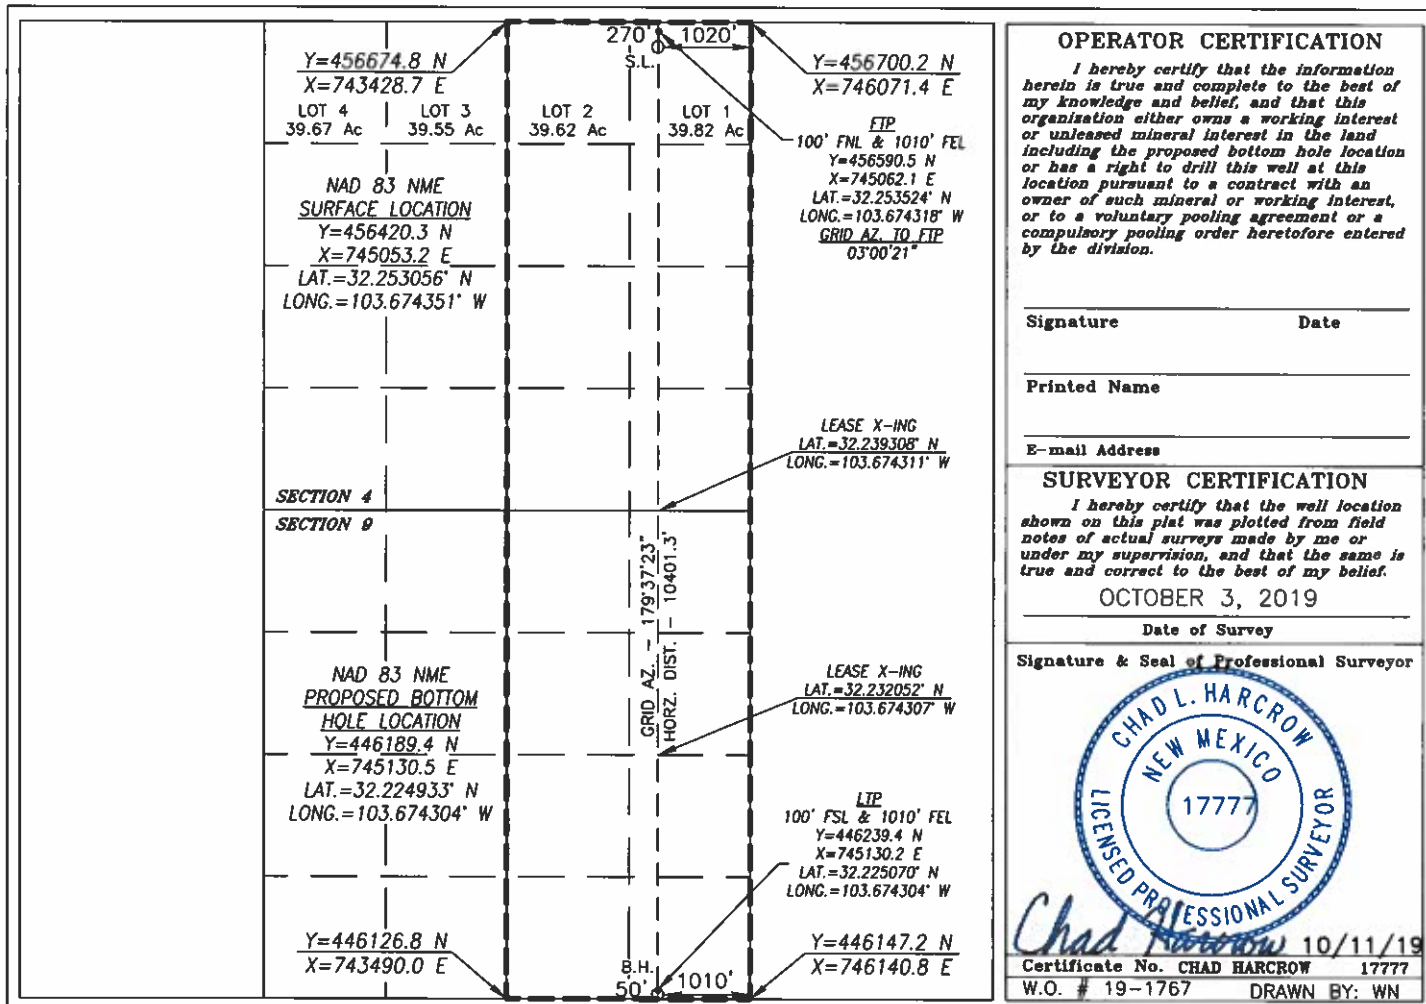 270' 1020'
S.L.
Y=456674.8 N
X=743428.7 E
Y=456700.2 N
X=746071.4 E
LOT 4
39.67 Ac
LOT 3
39.55 Ac
LOT 2
39.62 Ac
LOT 1
39.82 Ac
FTP
100' FNL & 1010' FEL
Y=456590.5 N
X=745062.1 E
LAT.=32.253524° N
LONG.=103.674318° W
GRID AZ. TO FTP
03°00'21"
NAD 83 NME
SURFACE LOCATION
Y=456420.3 N
X=745053.2 E
LAT.=32.253056° N
LONG.=103.674351° W
LEASE X-ING
LAT.=32.239308° N
LONG.=103.674311° W
SECTION 4
SECTION 9
GRID AZ. - 179°37'23"
HORZ. DIST. - 10401.3'
LEASE X-ING
LAT.=32.232052° N
LONG.=103.674307° W
NAD 83 NME
PROPOSED BOTTOM
HOLE LOCATION
Y=446189.4 N
X=745130.5 E
LAT.=32.224933° N
LONG.=103.674304° W
LTP
100' FSL & 1010' FEL
Y=446239.4 N
X=745130.2 E
LAT.=32.225070° N
LONG.=103.674304° W
Y=446126.8 N
X=743490.0 E
Y=446147.2 N
X=746140.8 E
B.H.
50' 1010'
OPERATOR CERTIFICATION
I hereby certify that the information
herein is true and complete to the best of
my knowledge and belief, and that this
organization either owns a working interest
or unleased mineral interest in the land
including the proposed bottom hole location
or has a right to drill this well at this
location pursuant to a contract with an
owner of such mineral or working interest,
or to a voluntary pooling agreement or a
compulsory pooling order heretofore entered
by the division.
Signature Date
Printed Name
E-mail Address
SURVEYOR CERTIFICATION
I hereby certify that the well location
shown on this plat was plotted from field
notes of actual surveys made by me or
under my supervision, and that the same is
true and correct to the best of my belief.
OCTOBER 3, 2019
Date of Survey
Signature & Seal of Professional Surveyor
CHAD L. HARCROW
NEW MEXICO
17777
LICENSED PROFESSIONAL SURVEYOR
Chad Harcrow 10/11/19
Certificate No. CHAD HARCROW 17777
W.O. # 19-1767 DRAWN BY: WN